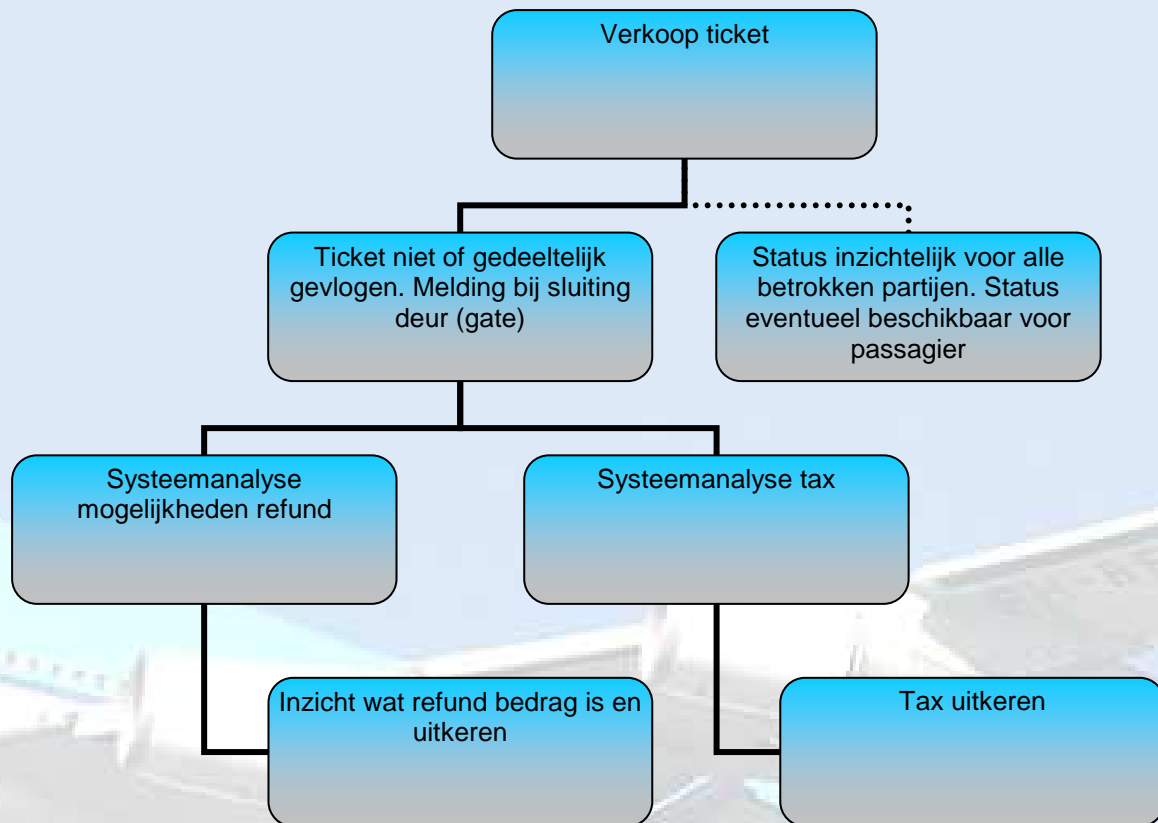 Verkoop ticket
Ticket niet of gedeeltelijk
gevlogen. Melding bij sluiting
deur (gate)
Status inzichtelijk voor alle
betrokken partijen. Status
eventueel beschikbaar voor
passagier
Systeemanalyse
mogelijkheden refund
Systeemanalyse tax
Inzicht wat refund bedrag is en
uitkeren
Tax uitkeren